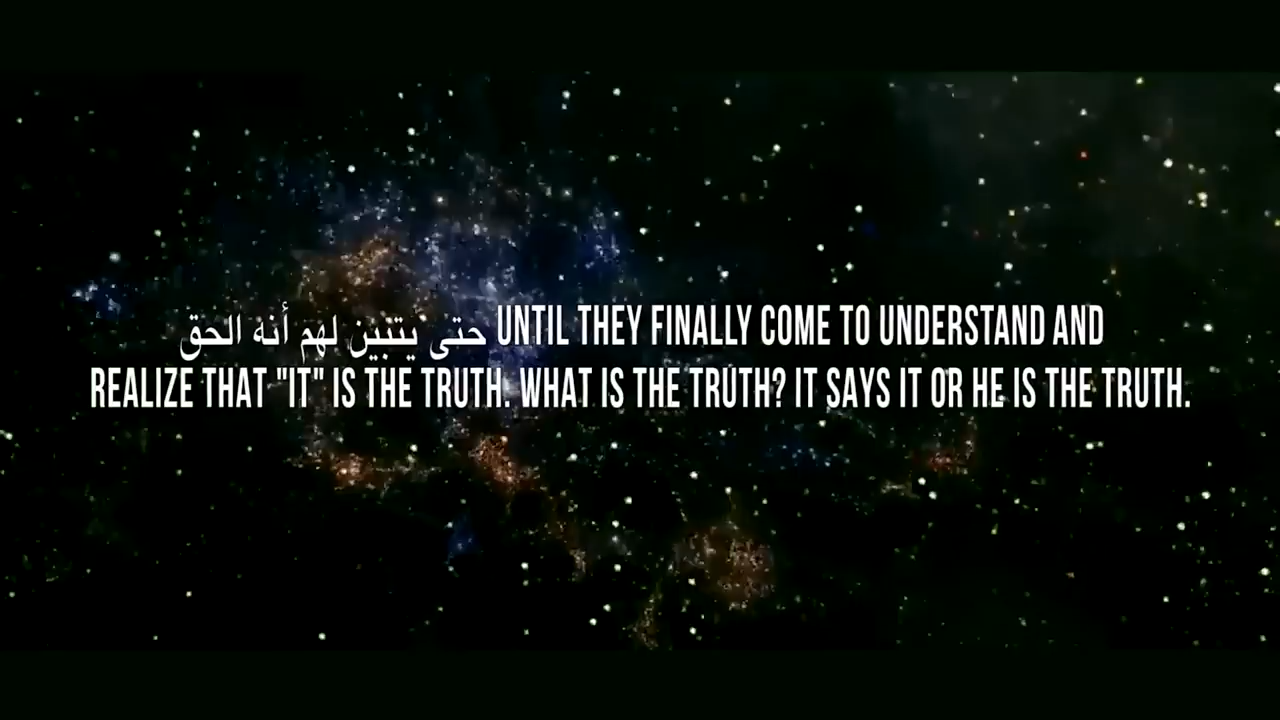 حتى يتبين لهم أنه الحق UNTIL THEY FINALLY COME TO UNDERSTAND AND
REALIZE THAT "IT" IS THE TRUTH. WHAT IS THE TRUTH? IT SAYS IT OR HE IS THE TRUTH.